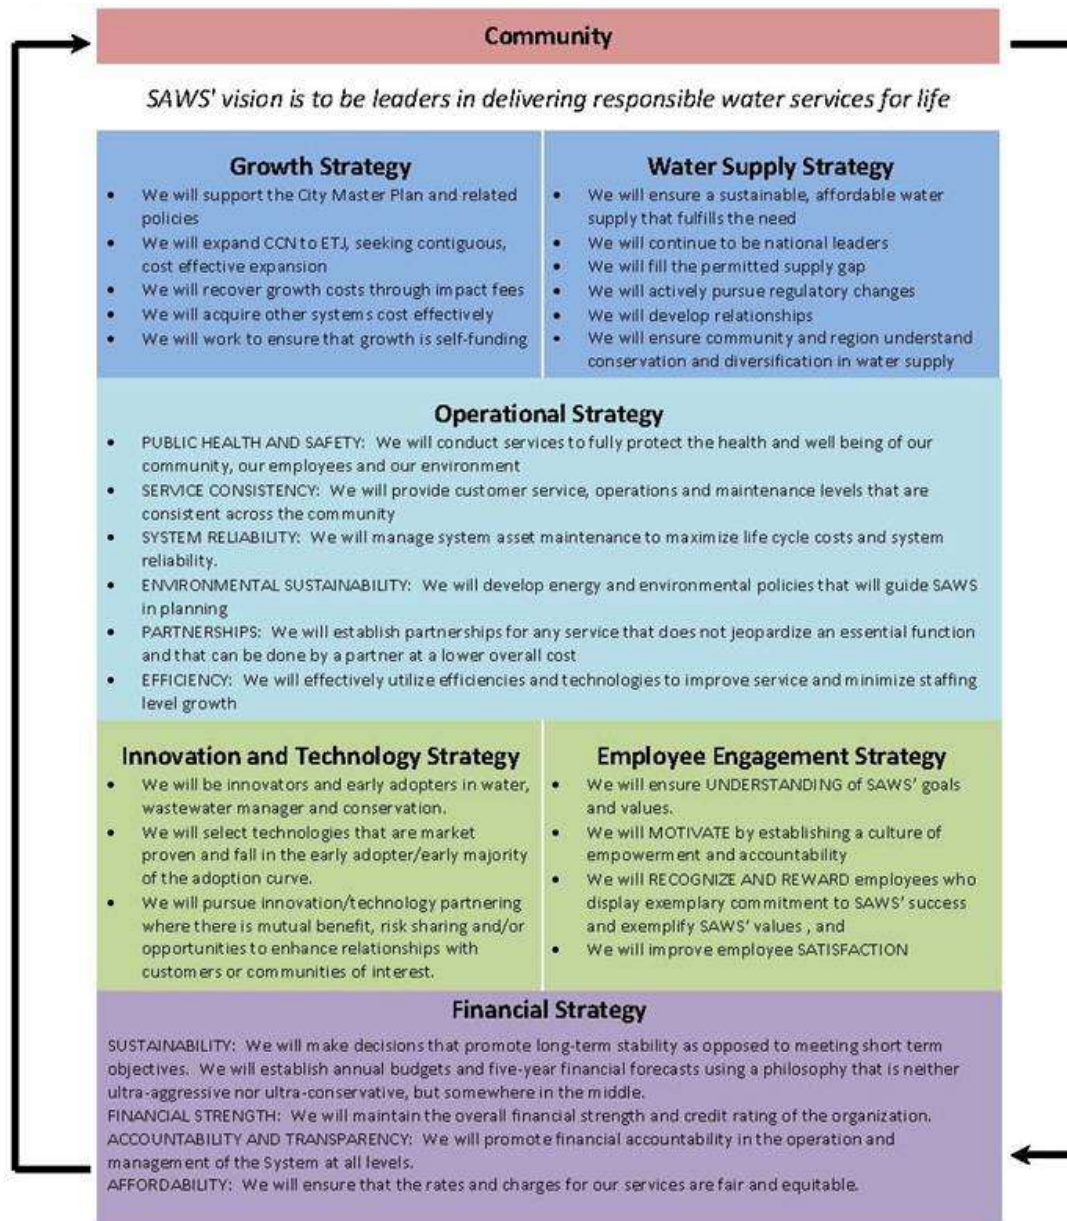 Community
SAWS' vision is to be leaders in delivering responsible water services for life
Growth Strategy
• We will support the City Master Plan and related
policies
• We will expand CCN to ETJ, seeking contiguous,
cost effective expansion
• We will recover growth costs through impact fees
• We will acquire other systems cost effectively
• We will work to ensure that growth is self-funding
Water Supply Strategy
• We will ensure a sustainable, affordable water
supply that fulfills the need
• We will continue to be national leaders
• We will fill the permitted supply gap
• We will actively pursue regulatory changes
• We will develop relationships
• We will ensure community and region understand
conservation and diversification in water supply
Operational Strategy
• PUBLIC HEALTH AND SAFETY: We will conduct services to fully protect the health and well being of our
community, our employees and our environment
• SERVICE CONSISTENCY: We will provide customer service, operations and maintenance levels that are
consistent across the community
• SYSTEM RELIABILITY: We will manage system asset maintenance to maximize life cycle costs and system
reliability.
• ENVIRONMENTAL SUSTAINABILITY: We will develop energy and environmental policies that will guide SAWS
in planning
• PARTNERSHIPS: We will establish partnerships for any service that does not jeopardize an essential function
and that can be done by a partner at a lower overall cost
• EFFICIENCY: We will effectively utilize efficiencies and technologies to improve service and minimize staffing
level growth
Innovation and Technology Strategy
• We will be innovators and early adopters in water,
wastewater manager and conservation.
• We will select technologies that are market
proven and fall in the early adopter/early majority
of the adoption curve.
• We will pursue innovation/technology partnering
where there is mutual benefit, risk sharing and/or
opportunities to enhance relationships with
customers or communities of interest.
Employee Engagement Strategy
• We will ensure UNDERSTANDING of SAWS' goals
and values.
• We will MOTIVATE by establishing a culture of
empowerment and accountability
• We will RECOGNIZE AND REWARD employees who
display exemplary commitment to SAWS' success
and exemplify SAWS' values , and
• We will improve employee SATISFACTION
Financial Strategy
SUSTAINABILITY: We will make decisions that promote long-term stability as opposed to meeting short term
objectives. We will establish annual budgets and five-year financial forecasts using a philosophy that is neither
ultra-aggressive nor ultra-conservative, but somewhere in the middle.
FINANCIAL STRENGTH: We will maintain the overall financial strength and credit rating of the organization.
ACCOUNTABILITY AND TRANSPARENCY: We will promote financial accountability in the operation and
management of the System at all levels.
AFFORDABILITY: We will ensure that the rates and charges for our services are fair and equitable.